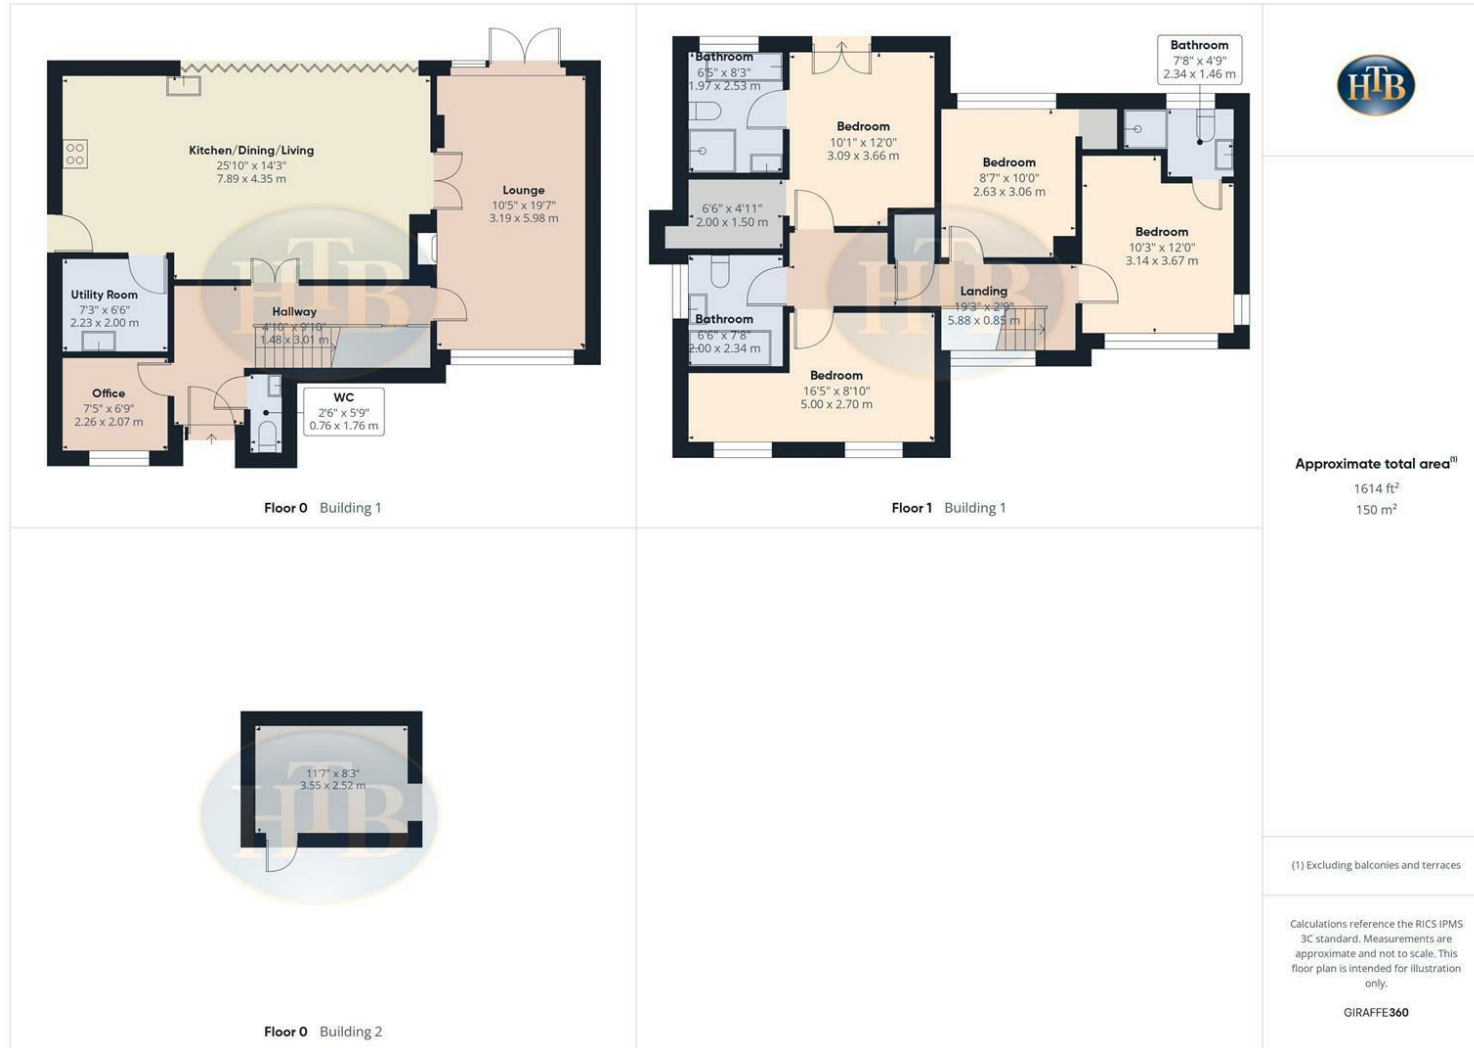 Kitchen/Dining/Living
25'10" x 14'3"
7.89 x 4.35 m
Lounge
10'5" x 19'7"
3.19 x 5.98 m
Utility Room
7'3" x 6'6"
2.23 x 2.00 m
Hallway
4'10" x 9'10"
1.48 x 3.01 m
Office
7'5" x 6'9"
2.26 x 2.07 m
WC
2'6" x 5'9"
0.76 x 1.76 m
HTB
Floor 0 Building 1
Bathroom
6'5" x 8'3"
1.97 x 2.53 m
Bedroom
10'1" x 12'0"
3.09 x 3.66 m
Bathroom
7'8" x 4'9"
2.34 x 1.46 m
Bedroom
8'7" x 10'0"
2.63 x 3.06 m
6'6" x 4'11"
2.00 x 1.50 m
Bedroom
10'3" x 12'0"
3.14 x 3.67 m
Landing
19'3" x 2'9"
5.88 x 0.85 m
Bathroom
6'6" x 7'8"
2.00 x 2.34 m
Bedroom
16'5" x 8'10"
5.00 x 2.70 m
HTB
Floor 1 Building 1
11'7" x 8'3"
3.55 x 2.52 m
HTB
Floor 0 Building 2
HTB
Approximate total area(1)
1614 ft²
150 m²
(1) Excluding balconies and terraces
Calculations reference the RICS IPMS
3C standard. Measurements are
approximate and not to scale. This
floor plan is intended for illustration
only.
GIRAFFE360